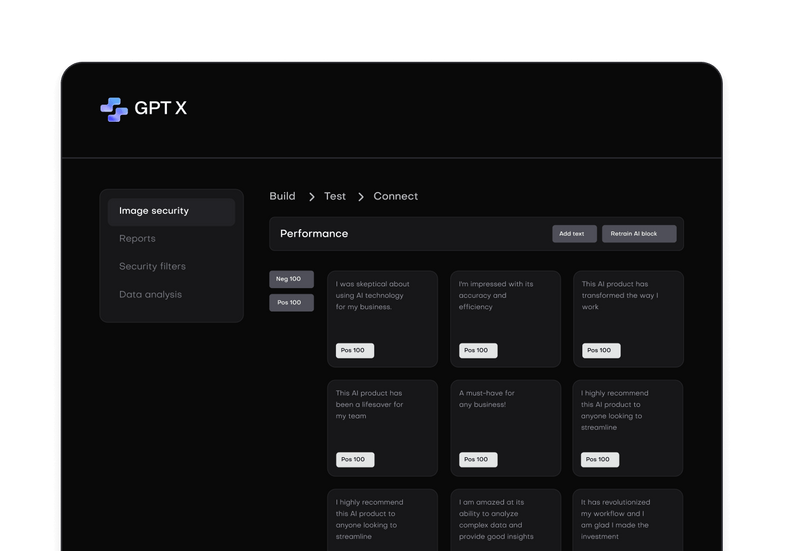 GPT X
Image security
Reports
Security filters
Data analysis
Build > Test > Connect
Performance
Add text
Retrain AI block
Neg 100
Pos 100
I was skeptical about
using AI technology
for my business.
Pos 100
I'm impressed with its
accuracy and
efficiency
Pos 100
This AI product has
transformed the way I
work
Pos 100
This AI product has
been a lifesaver for
my team
Pos 100
A must-have for
any business!
Pos 100
I highly recommend
this AI product to
anyone looking to
streamline
Pos 100
I highly recommend
this AI product to
anyone looking to
streamline
I am amazed at its
ability to analyze
complex data and
provide good insights
It has revolutionized
my workflow and I
am glad I made the
investment